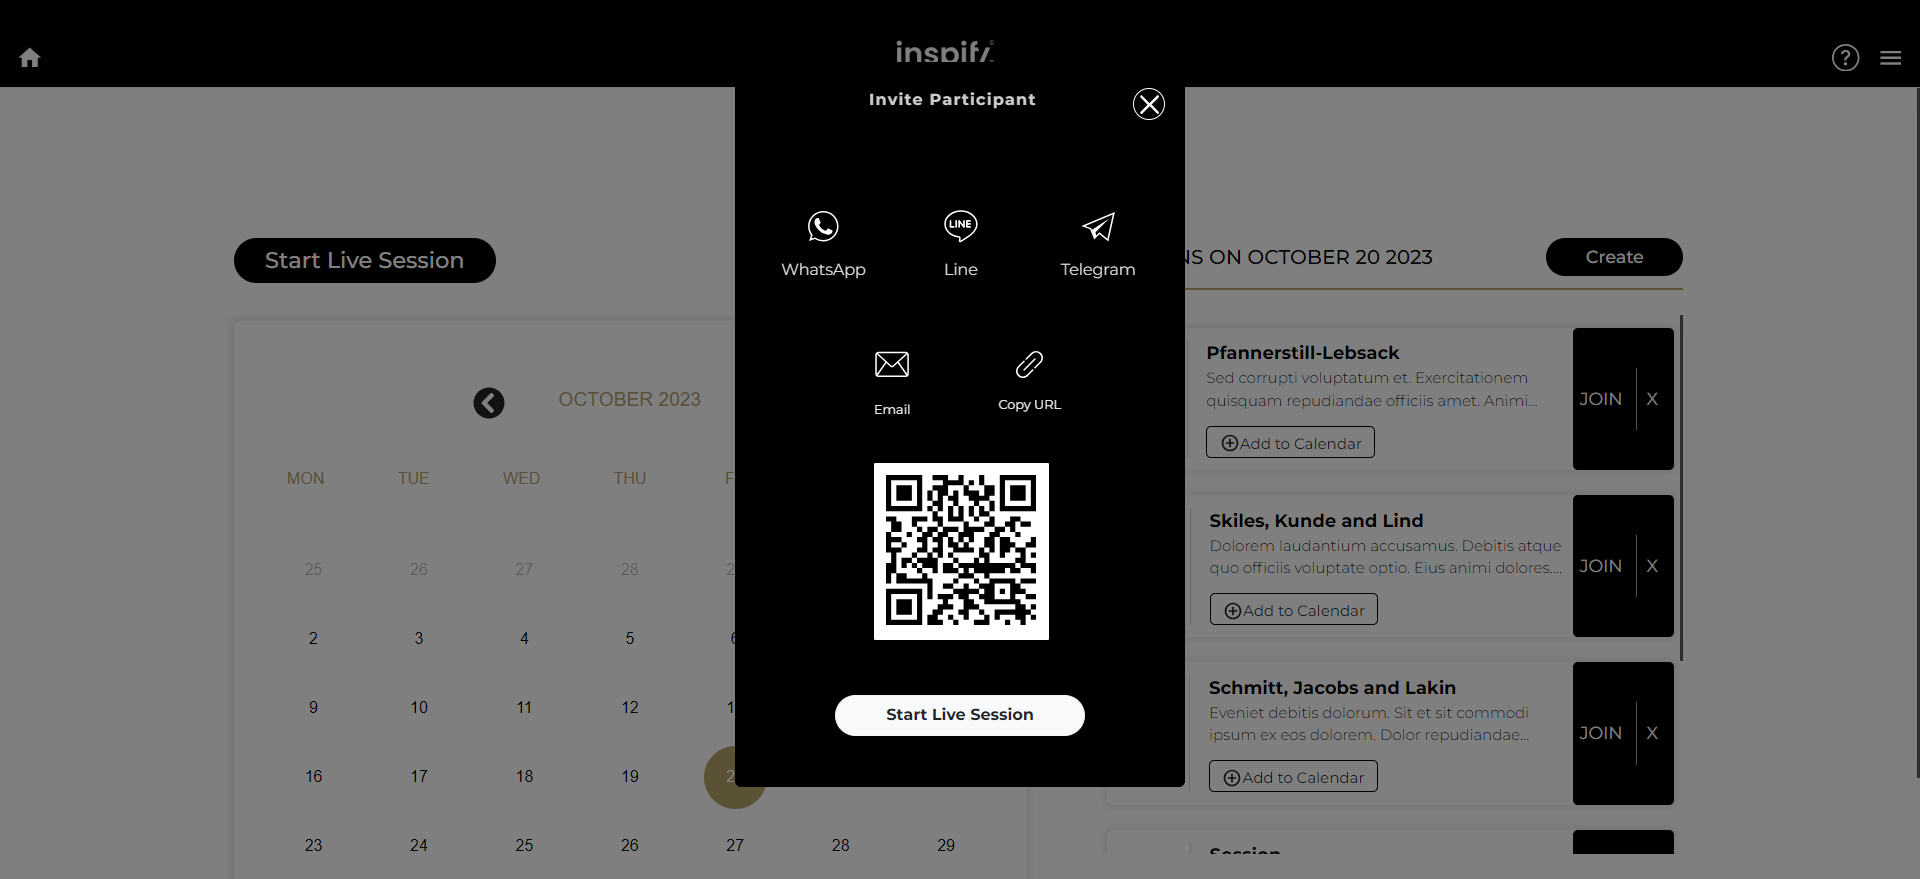 inspify
Invite Participant
WhatsApp
LINE
Line
Telegram
Email
Copy URL
Start Live Session
Start Live Session
OCTOBER 2023
MON TUE WED THU F
25 26 27 28 2
2 3 4 5
9 10 11 12 1
16 17 18 19 2
23 24 25 26 27 28 29
NS ON OCTOBER 20 2023
Create
Pfannerstill-Lebsack
Sed corrupti voluptatum et. Exercitationem
quisquam repudiandae officiis amet. Animi...
Add to Calendar
JOIN X
Skiles, Kunde and Lind
Dolorem laudantium accusamus. Debitis atque
quo officiis voluptate optio. Eius animi dolores....
Add to Calendar
JOIN X
Schmitt, Jacobs and Lakin
Eveniet debitis dolorum. Sit et sit commodi
ipsum ex eos dolorem. Dolor repudiandae...
Add to Calendar
JOIN X
Session